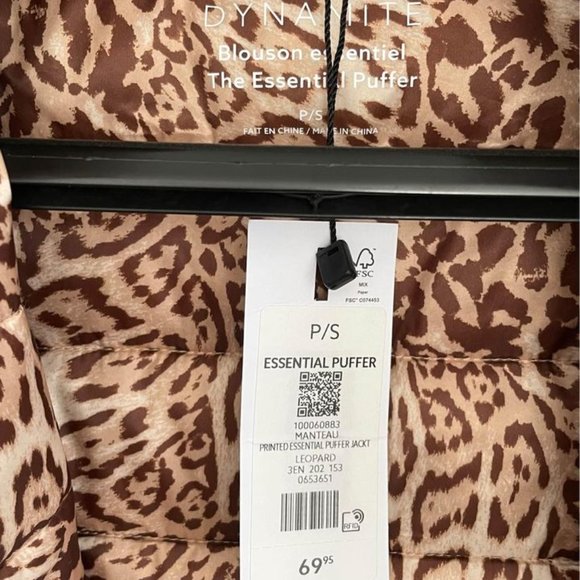 DYNAMITE
Blouson essentiel
The Essential Puffer
P/S
FAIT EN CHINE / MADE IN CHINA
FSC
MIX
Paper
FSC® C074453
P/S
ESSENTIAL PUFFER
100060883
MANTEAU
PRINTED ESSENTIAL PUFFER JACKT
LEOPARD
3EN 202 153
0653651
RFID
69.95